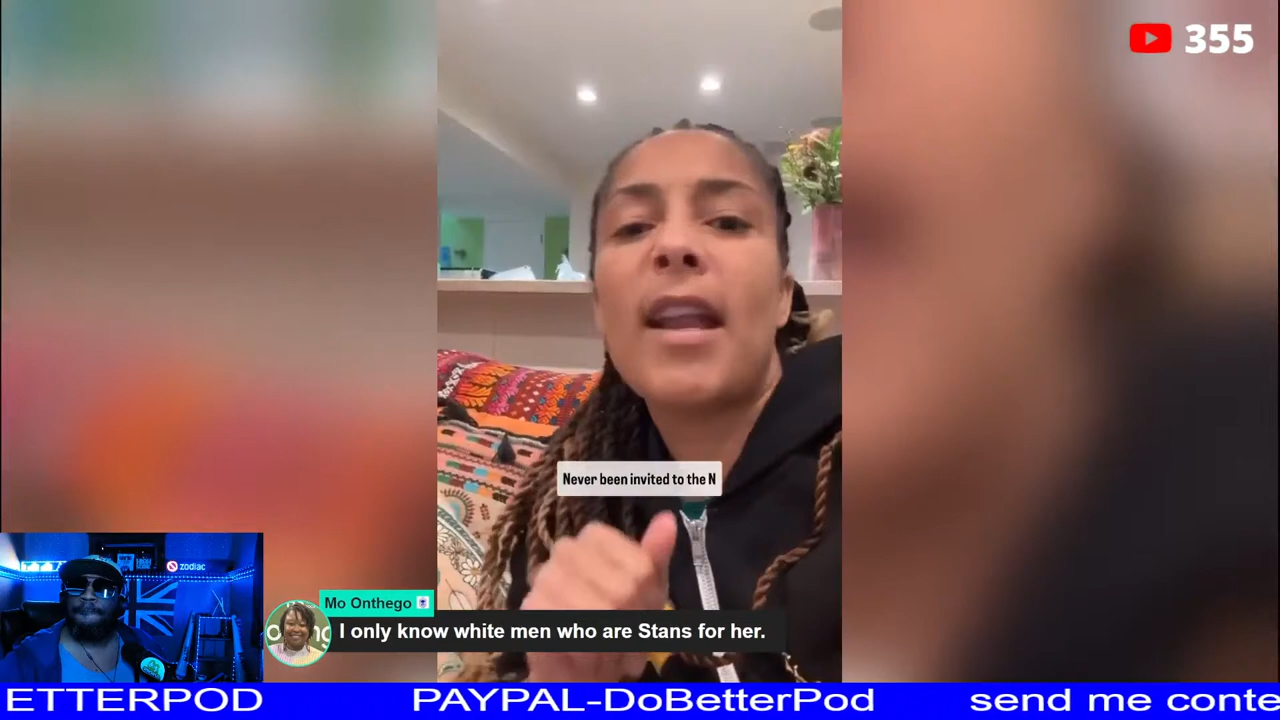 355
Never been invited to the N
zodiac
Mo Onthego
I only know white men who are Stans for her.
ETTERPOD PAYPAL-DoBetterPod send me conte